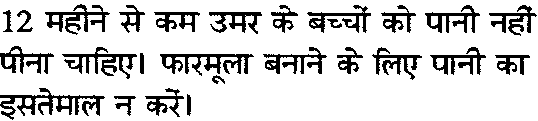 12 महीने से कम उमर के बच्चों को पानी नहीं
पीना चाहिए। फारमूला बनाने के लिए पानी का
इसतेमाल न करें।